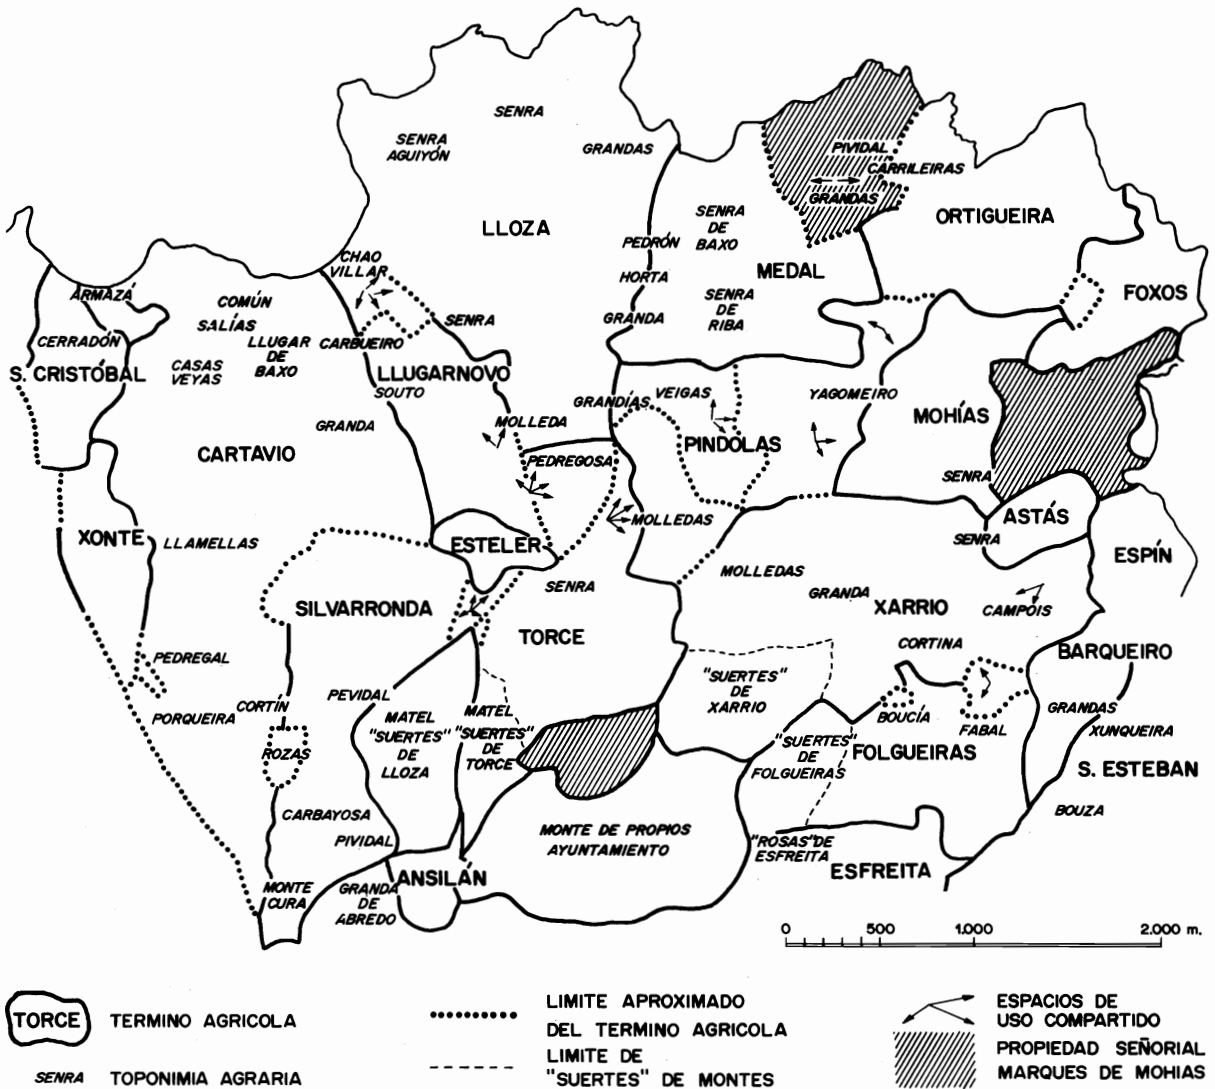 SENRA
SENRA
AGUIYÓN
GRANDAS
PIVIDAL
CARRILEIRAS
GRANDAS
LLOZA
SENRA
DE
BAXO
ORTIGUEIRA
PEDRÓN
CHAO
VILLAR
HORTA
MEDAL
ARMAZÁ
COMÚN
SALÍAS
SENRA
DE
RIBA
FOXOS
GRANDA
SENRA
CERRADÓN
LLUGAR
DE
BAXO
CARBUEIRO
CASAS
VEYAS
S. CRISTÓBAL
LLUGARNOVO
SOUTO
GRANDÍAS
VEIGAS
YAGOMEIRO
MOHÍAS
GRANDA
MOLLEDA
PINDOLAS
CARTAVIO
PEDREGOSA
SENRA
MOLLEDAS
ASTÁS
XONTE
LLAMELLAS
ESTELER
SENRA
ESPÍN
SENRA
MOLLEDAS
GRANDA
SILVARRONDA
XARRIO
CAMPOIS
TORCE
CORTINA
BARQUEIRO
PEDREGAL
"SUERTES"
DE
XARRIO
PEVIDAL
CORTÍN
PORQUEIRA
MATEL
"SUERTES"
DE
LLOZA
MATEL
"SUERTES"
DE
TORCE
BOUCÍA
FABAL
GRANDAS
XUNQUEIRA
ROZAS
"SUERTES"
DE
FOLGUEIRAS
FOLGUEIRAS
S. ESTEBAN
CARBAYOSA
BOUZA
PIVIDAL
MONTE DE PROPIOS
AYUNTAMIENTO
"ROSAS" DE
ESFREITA
ESFREITA
MONTE
CURA
GRANDA
DE
ABREDO
ANSILÁN
0 500 1.000 2.000 m.
TORCE TERMINO AGRICOLA
SENRA TOPONIMIA AGRARIA
LIMITE APROXIMADO
DEL TERMINO AGRICOLA
LIMITE DE
"SUERTES" DE MONTES
ESPACIOS DE
USO COMPARTIDO
PROPIEDAD SEÑORIAL
MARQUES DE MOHIAS